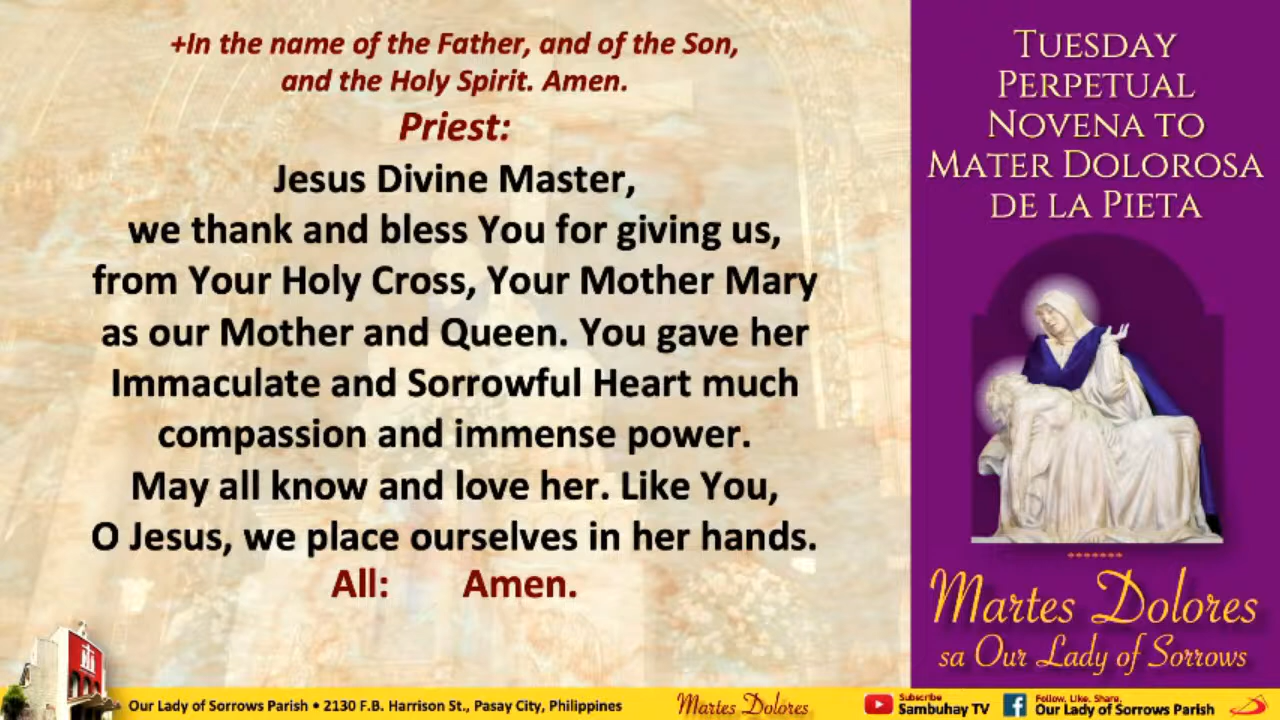 +In the name of the Father, and of the Son,
and the Holy Spirit. Amen.
Priest:
Jesus Divine Master,
we thank and bless You for giving us,
from Your Holy Cross, Your Mother Mary
as our Mother and Queen. You gave her
Immaculate and Sorrowful Heart much
compassion and immense power.
May all know and love her. Like You,
O Jesus, we place ourselves in her hands.
All: Amen.
TUESDAY
PERPETUAL
NOVENA TO
MATER DOLOROSA
DE LA PIETA
Martes Dolores
sa Our Lady of Sorrows
Our Lady of Sorrows Parish • 2130 F.B. Harrison St., Pasay City, Philippines
Martes Dolores
Subscribe
Sambuhay TV
Follow. Like. Share.
Our Lady of Sorrows Parish